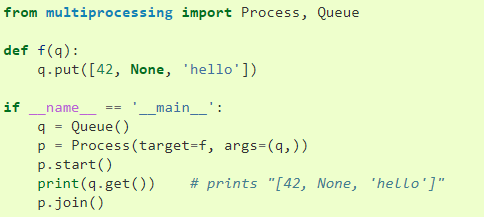 from multiprocessing import Process, Queue

def f(q):
    q.put([42, None, 'hello'])

if __name__ == '__main__':
    q = Queue()
    p = Process(target=f, args=(q,))
    p.start()
    print(q.get())    # prints "[42, None, 'hello']"
    p.join()